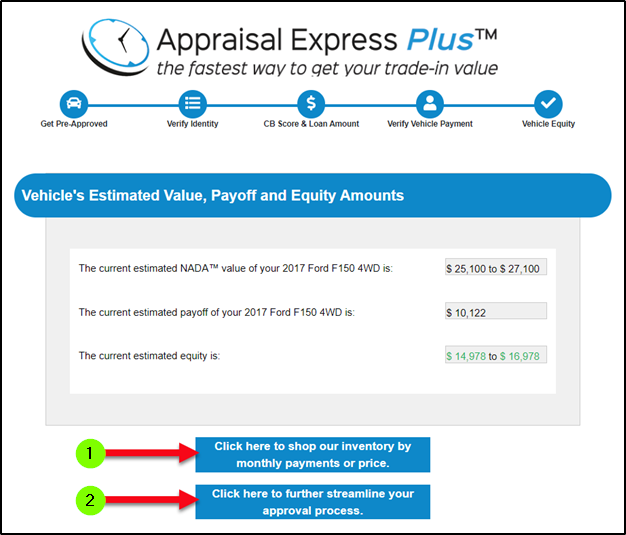 Appraisal Express Plus™
the fastest way to get your trade-in value
Get Pre-Approved
Verify Identity
$
CB Score & Loan Amount
Verify Vehicle Payment
Vehicle Equity
Vehicle's Estimated Value, Payoff and Equity Amounts
The current estimated NADA™ value of your 2017 Ford F150 4WD is: $ 25,100 to $ 27,100
The current estimated payoff of your 2017 Ford F150 4WD is: $ 10,122
The current estimated equity is: $ 14,978 to $ 16,978
1
Click here to shop our inventory by
monthly payments or price.
2
Click here to further streamline your
approval process.